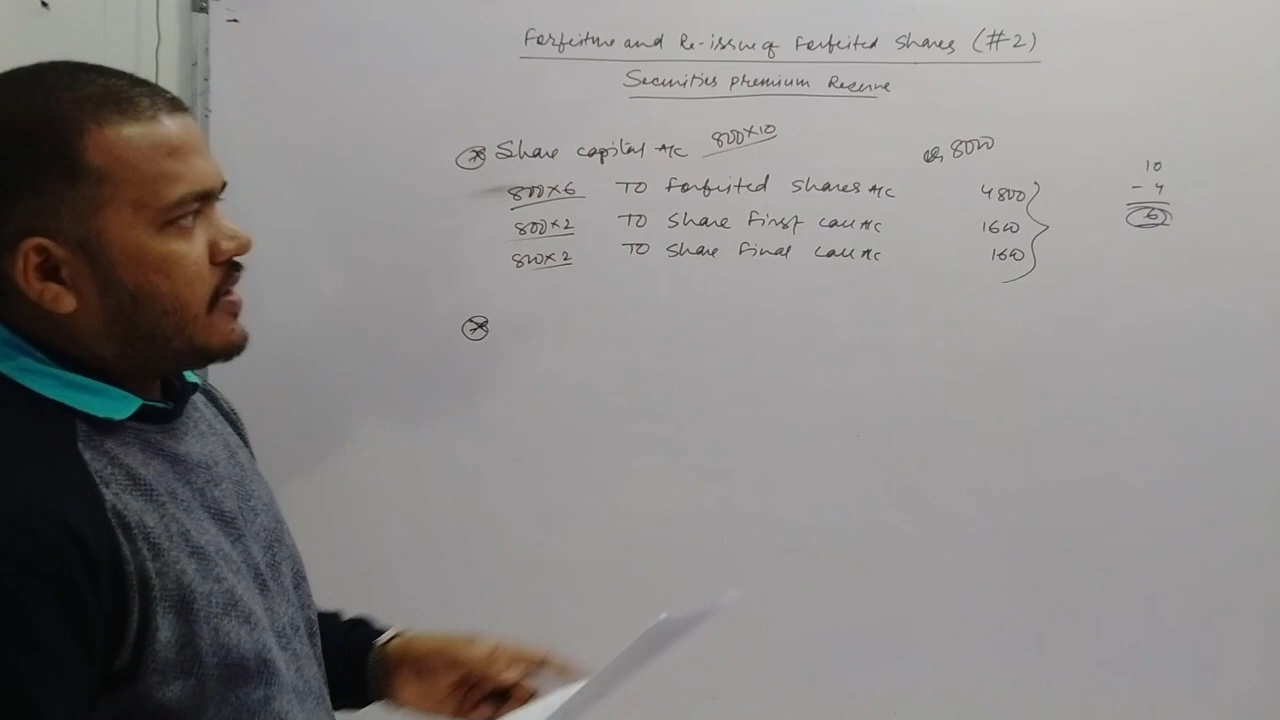 Forfeiture and Re-issue of Forfeited Shares (#2)
Securities Premium Reserve
* Share capital A/c 800×10 8000
800×6 To Forfeited Shares A/c 4800
800×2 To Share First call A/c 1600
800×2 To Share Final call A/c 1600
*
10
- 4
6